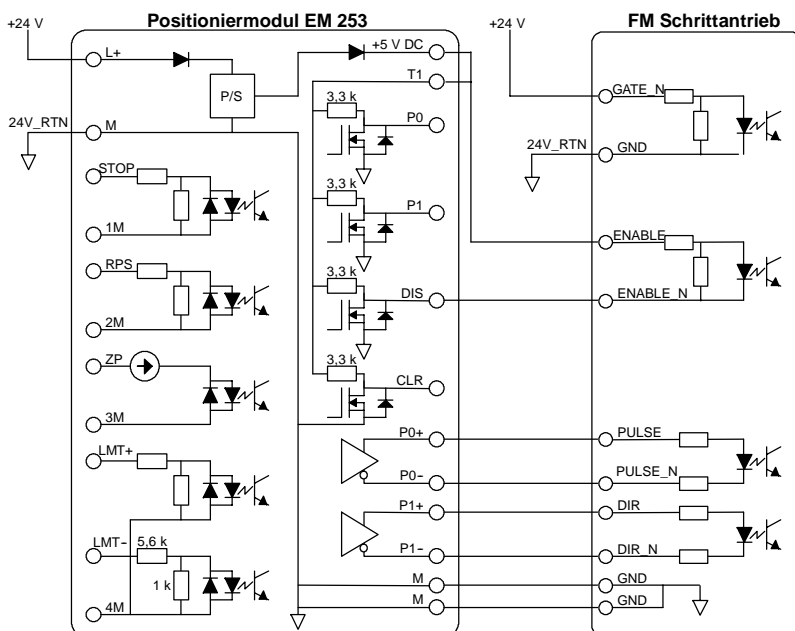 Positioniermodul EM 253
FM Schrittantrieb
+24 V
L+
P/S
24V_RTN
M
STOP
1M
RPS
2M
ZP
3M
LMT+
LMT-
5,6 k
1 k
4M
+5 V DC
T1
3,3 k
P0
3,3 k
P1
3,3 k
DIS
3,3 k
CLR
P0+
P0-
P1+
P1-
M
M
+24 V
GATE_N
24V_RTN
GND
ENABLE
ENABLE_N
PULSE
PULSE_N
DIR
DIR_N
GND
GND